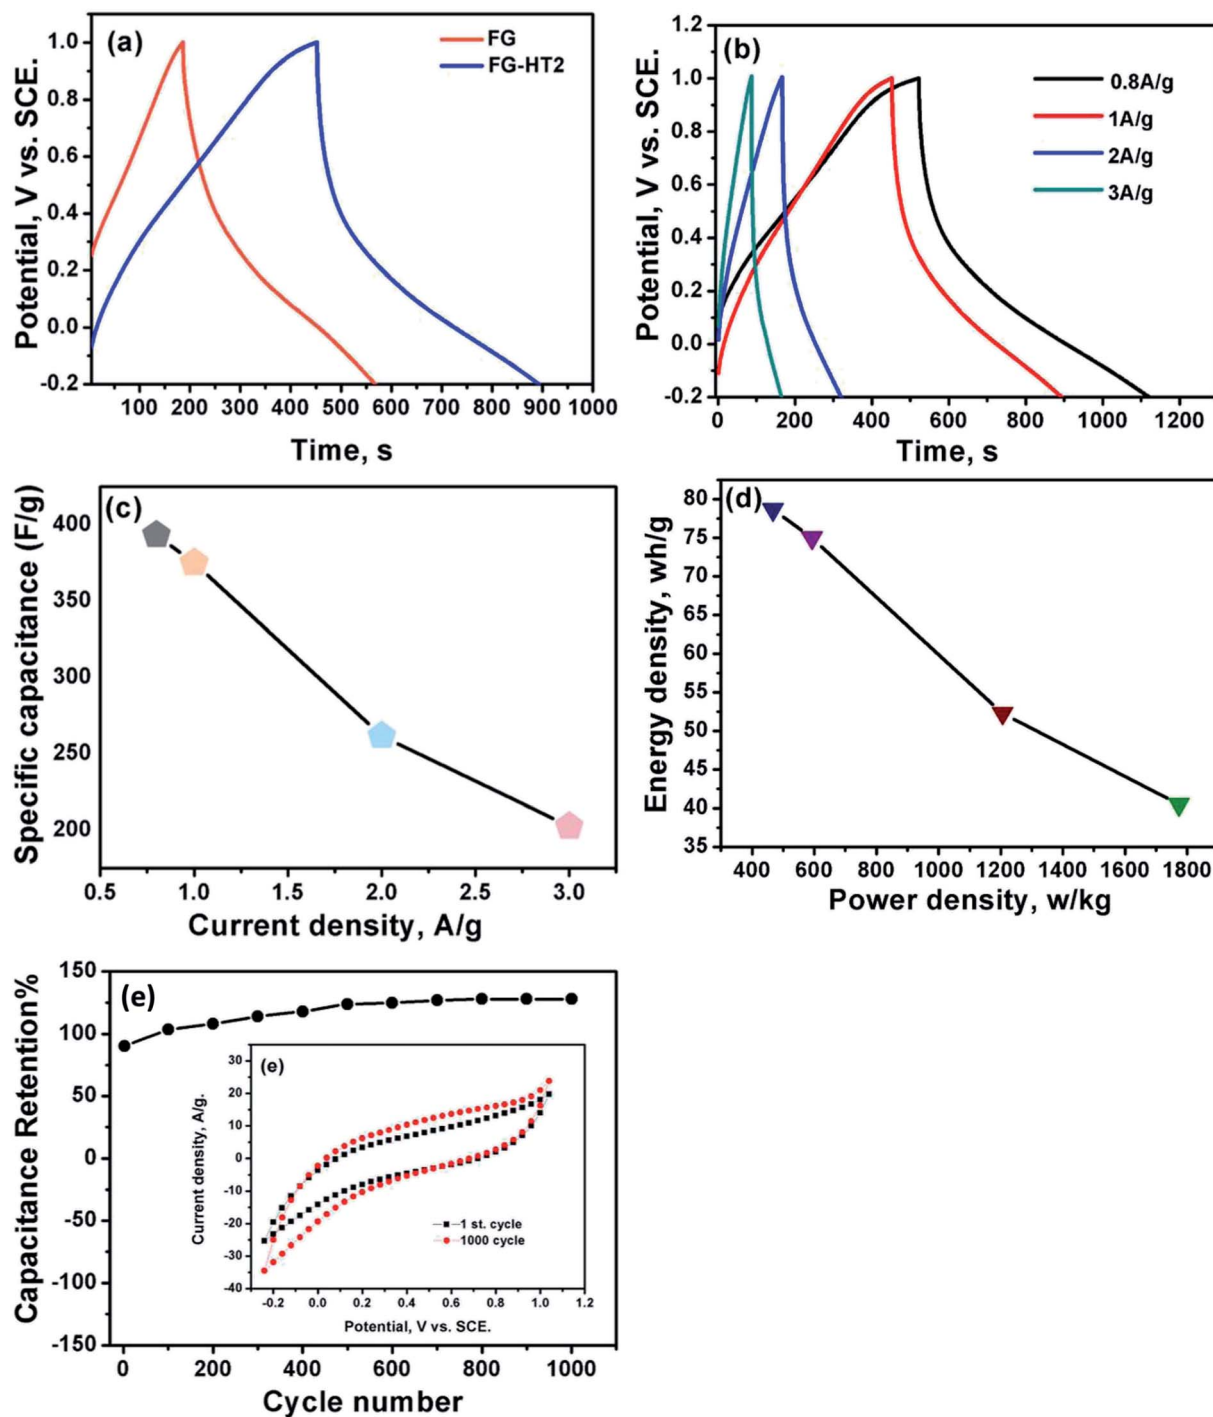 (a)
FG
FG-HT2
Potential, V vs. SCE.
1.0
0.8
0.6
0.4
0.2
0.0
-0.2
100 200 300 400 500 600 700 800 900 1000
Time, s
(b)
0.8A/g
1A/g
2A/g
3A/g
Potential, V vs. SCE.
1.2
1.0
0.8
0.6
0.4
0.2
0.0
-0.2
0 200 400 600 800 1000 1200
Time, s
(c)
Specific capacitance (F/g)
400
350
300
250
200
0.5 1.0 1.5 2.0 2.5 3.0
Current density, A/g
(d)
Energy density, wh/g
80
75
70
65
60
55
50
45
40
35
400 600 800 1000 1200 1400 1600 1800
Power density, w/kg
(e)
Capacitance Retention%
150
100
50
0
-50
-100
-150
0 200 400 600 800 1000
Cycle number
(e)
Current density, A/g.
30
20
10
0
-10
-20
-30
-40
1 st. cycle
1000 cycle
-0.2 0.0 0.2 0.4 0.6 0.8 1.0 1.2
Potential, V vs. SCE.